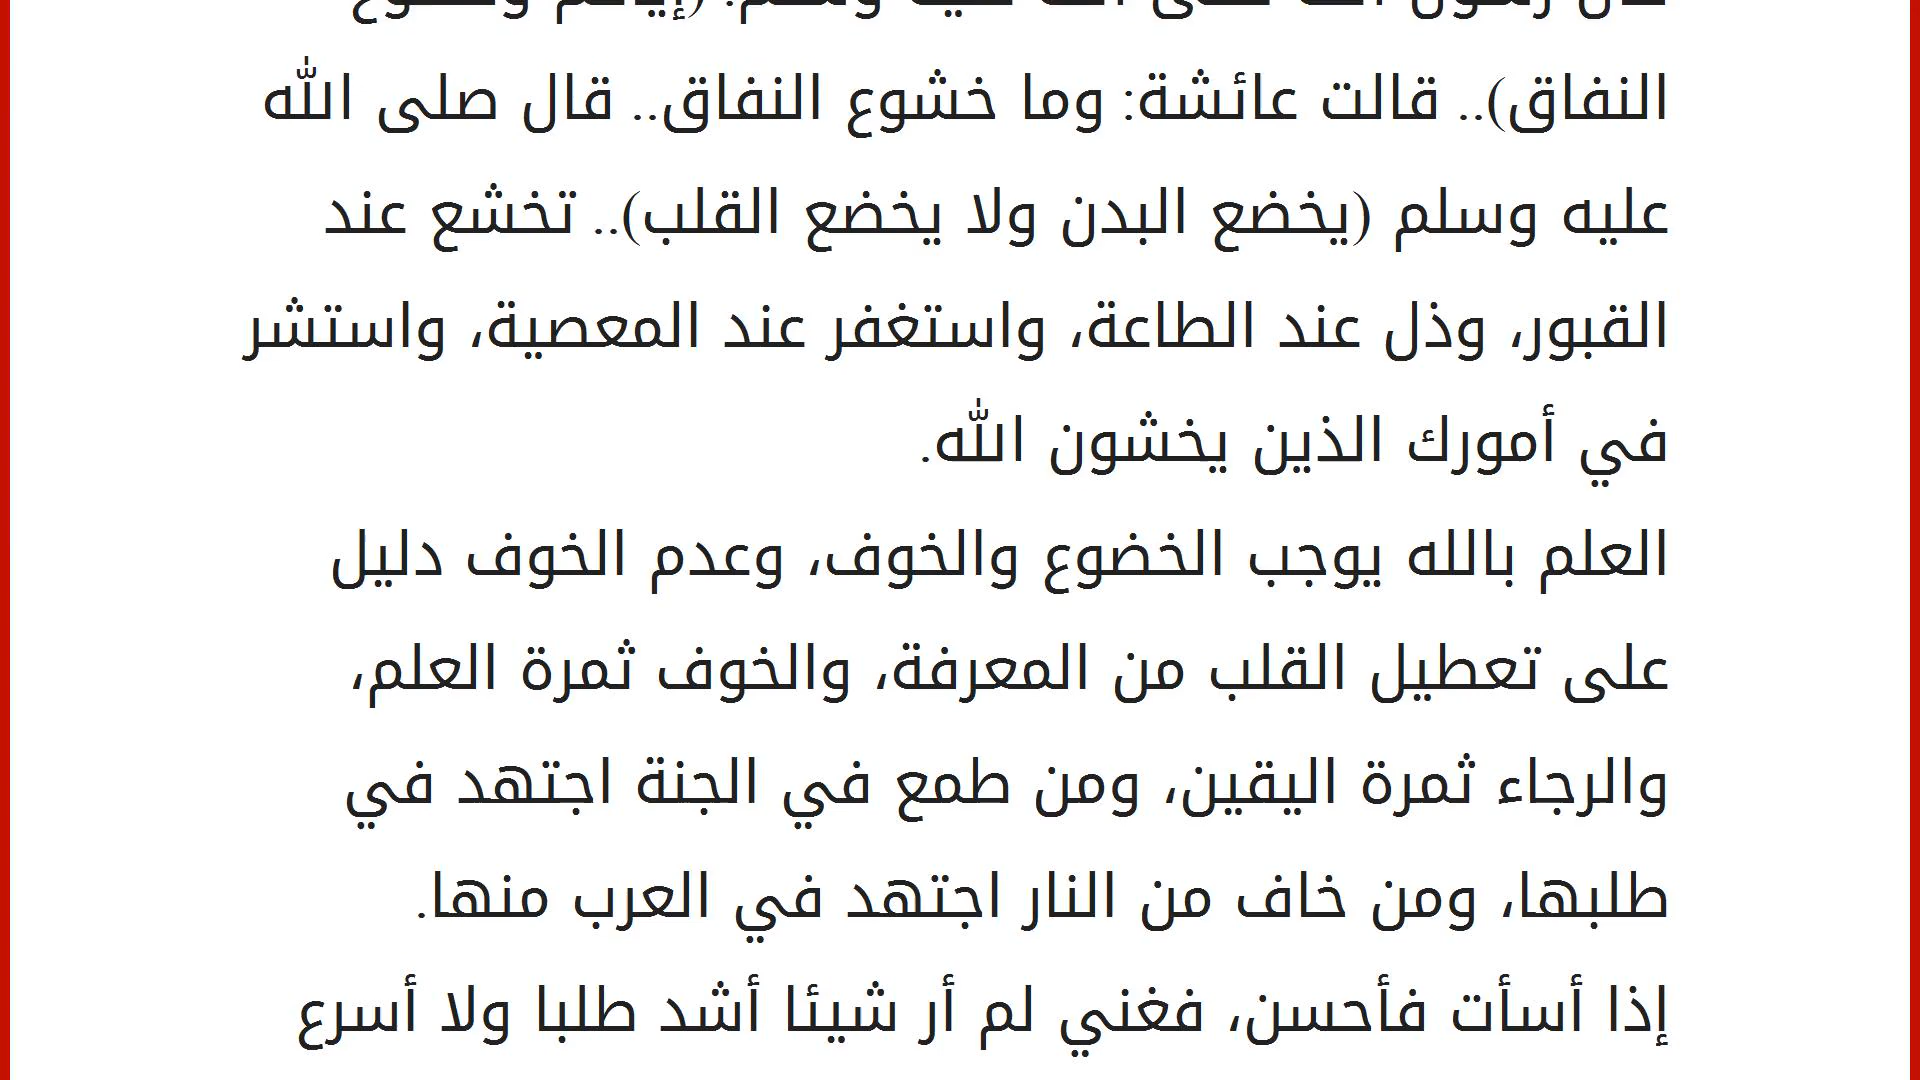 النفاق).. قالت عائشة: وما خشوع النفاق.. قال صلى الله
عليه وسلم (يخضع البدن ولا يخضع القلب).. تخشع عند
القبور، وذل عند الطاعة، واستغفر عند المعصية، واستشر
في أمورك الذين يخشون الله.
العلم بالله يوجب الخضوع والخوف، وعدم الخوف دليل
على تعطيل القلب من المعرفة، والخوف ثمرة العلم،
والرجاء ثمرة اليقين، ومن طمع في الجنة اجتهد في
طلبها، ومن خاف من النار اجتهد في العرب منها.
إذا أسأت فأحسن، فغني لم أر شيئا أشد طلبا ولا أسرع